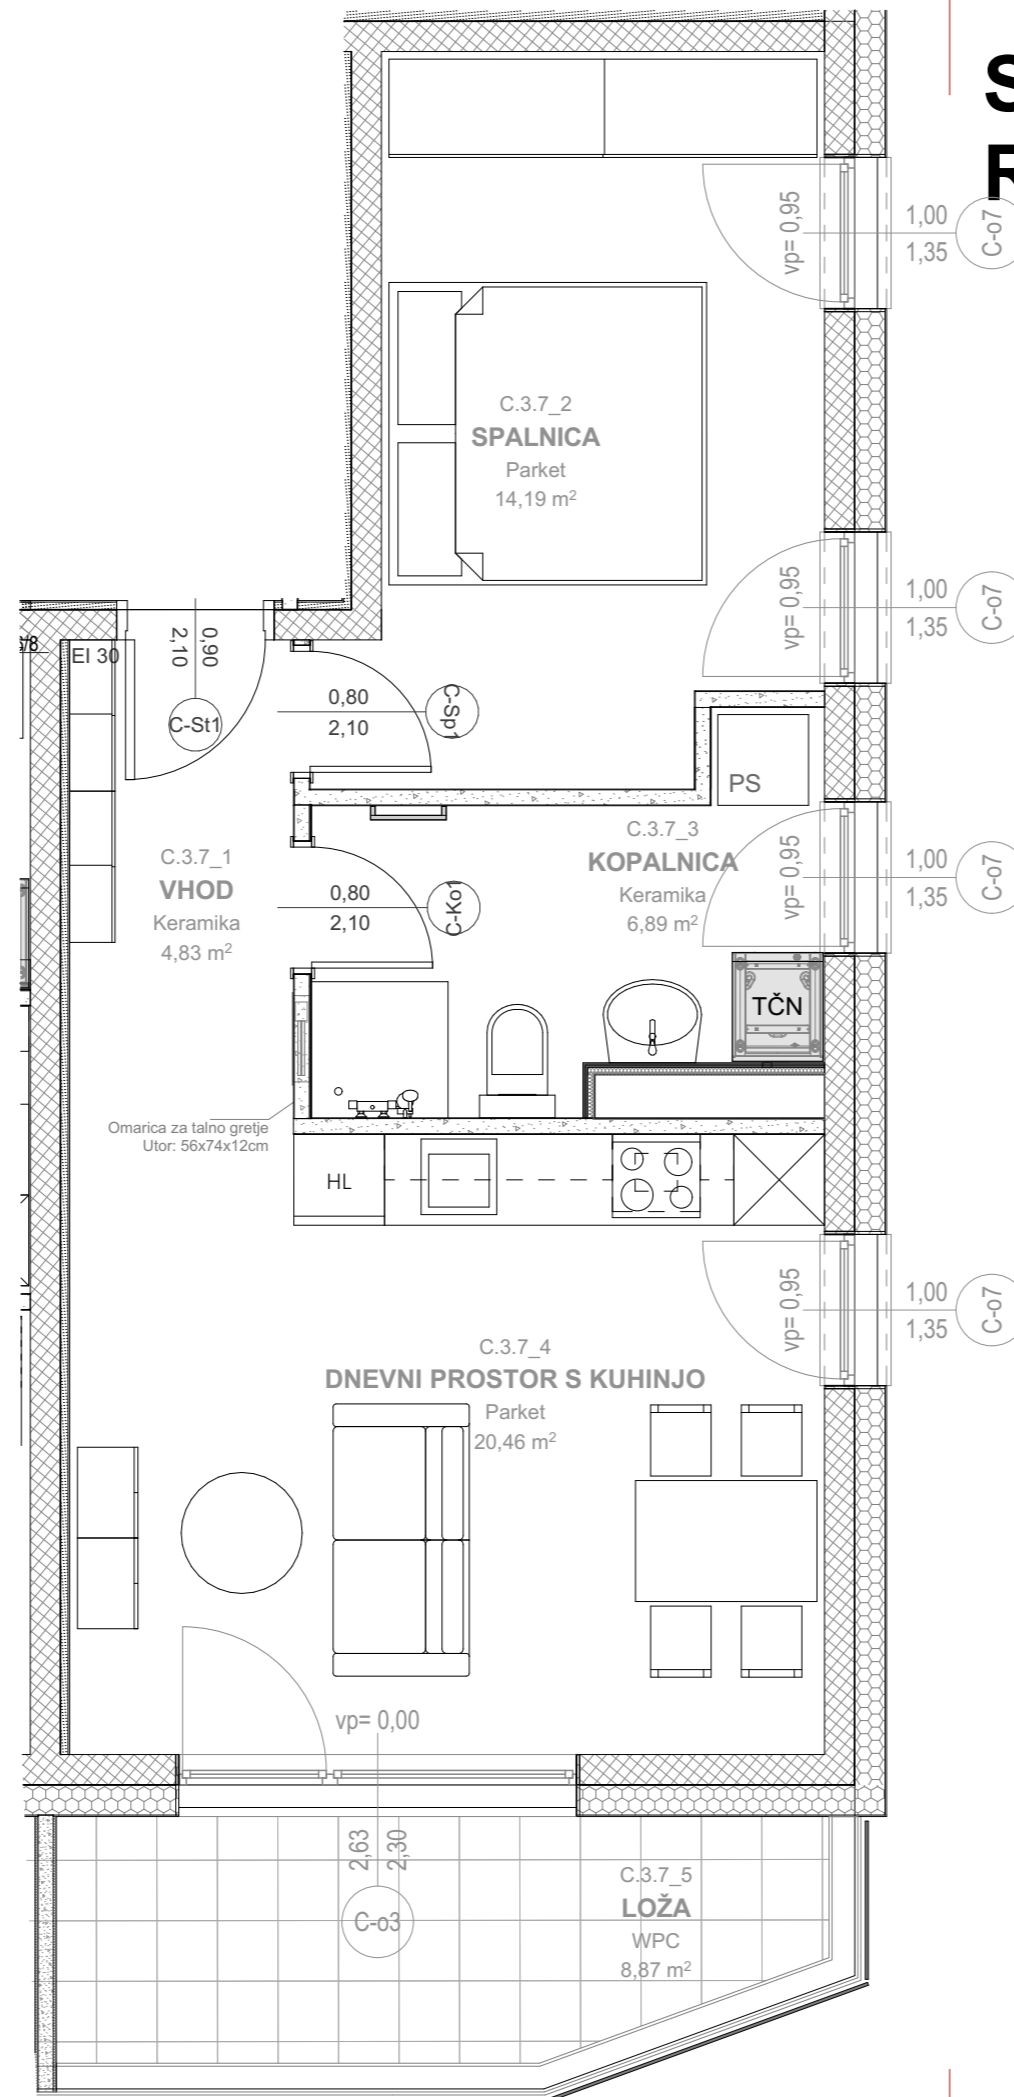 S
R
vp= 0,95
1,00
1,35
C-o7
C.3.7_2
SPALNICA
Parket
14,19 m²
vp= 0,95
1,00
1,35
C-o7
EI 30
0,90
2,10
C-St1
0,80
2,10
C-Sp1
PS
C.3.7_3
KOPALNICA
Keramika
6,89 m²
vp= 0,95
1,00
1,35
C-o7
C.3.7_1
VHOD
Keramika
4,83 m²
0,80
2,10
C-Ko1
TČN
Omarica za talno gretje
Utor: 56x74x12cm
HL
vp= 0,95
1,00
1,35
C-o7
C.3.7_4
DNEVNI PROSTOR S KUHINJO
Parket
20,46 m²
vp= 0,00
2,63
2,30
C-o3
C.3.7_5
LOŽA
WPC
8,87 m²